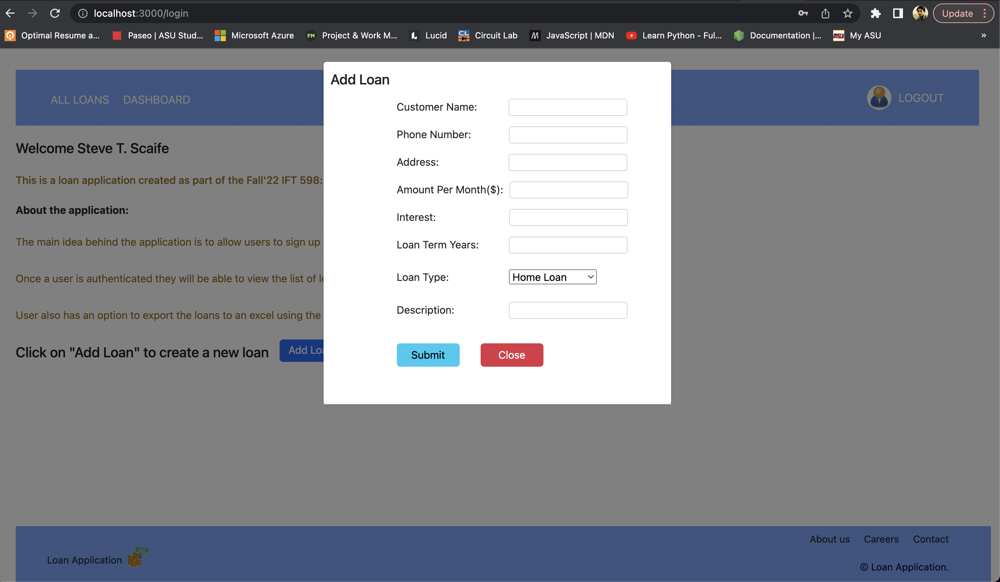 localhost:3000/login
Update
Optimal Resume a...
Paseo | ASU Stud...
Microsoft Azure
PM
Project & Work M...
Lucid
CL
Circuit Lab
JavaScript | MDN
Learn Python - Ful...
Documentation |...
ASU
My ASU
»
ALL LOANS
DASHBOARD
LOGOUT
Welcome Steve T. Scaife
This is a loan application created as part of the Fall'22 IFT 598:
About the application:
The main idea behind the application is to allow users to sign up
Once a user is authenticated they will be able to view the list of
User also has an option to export the loans to an excel using the
Click on "Add Loan" to create a new loan
Add
Add Loan
Customer Name:
Phone Number:
Address:
Amount Per Month($):
Interest:
Loan Term Years:
Loan Type:
Home Loan
Description:
Submit
Close
Loan Application
LOAN
About us
Careers
Contact
© Loan Application.